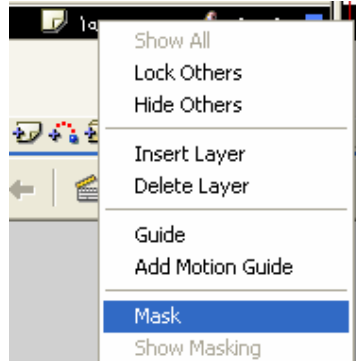 Show All
Lock Others
Hide Others
Insert Layer
Delete Layer
Guide
Add Motion Guide
Mask
Show Masking